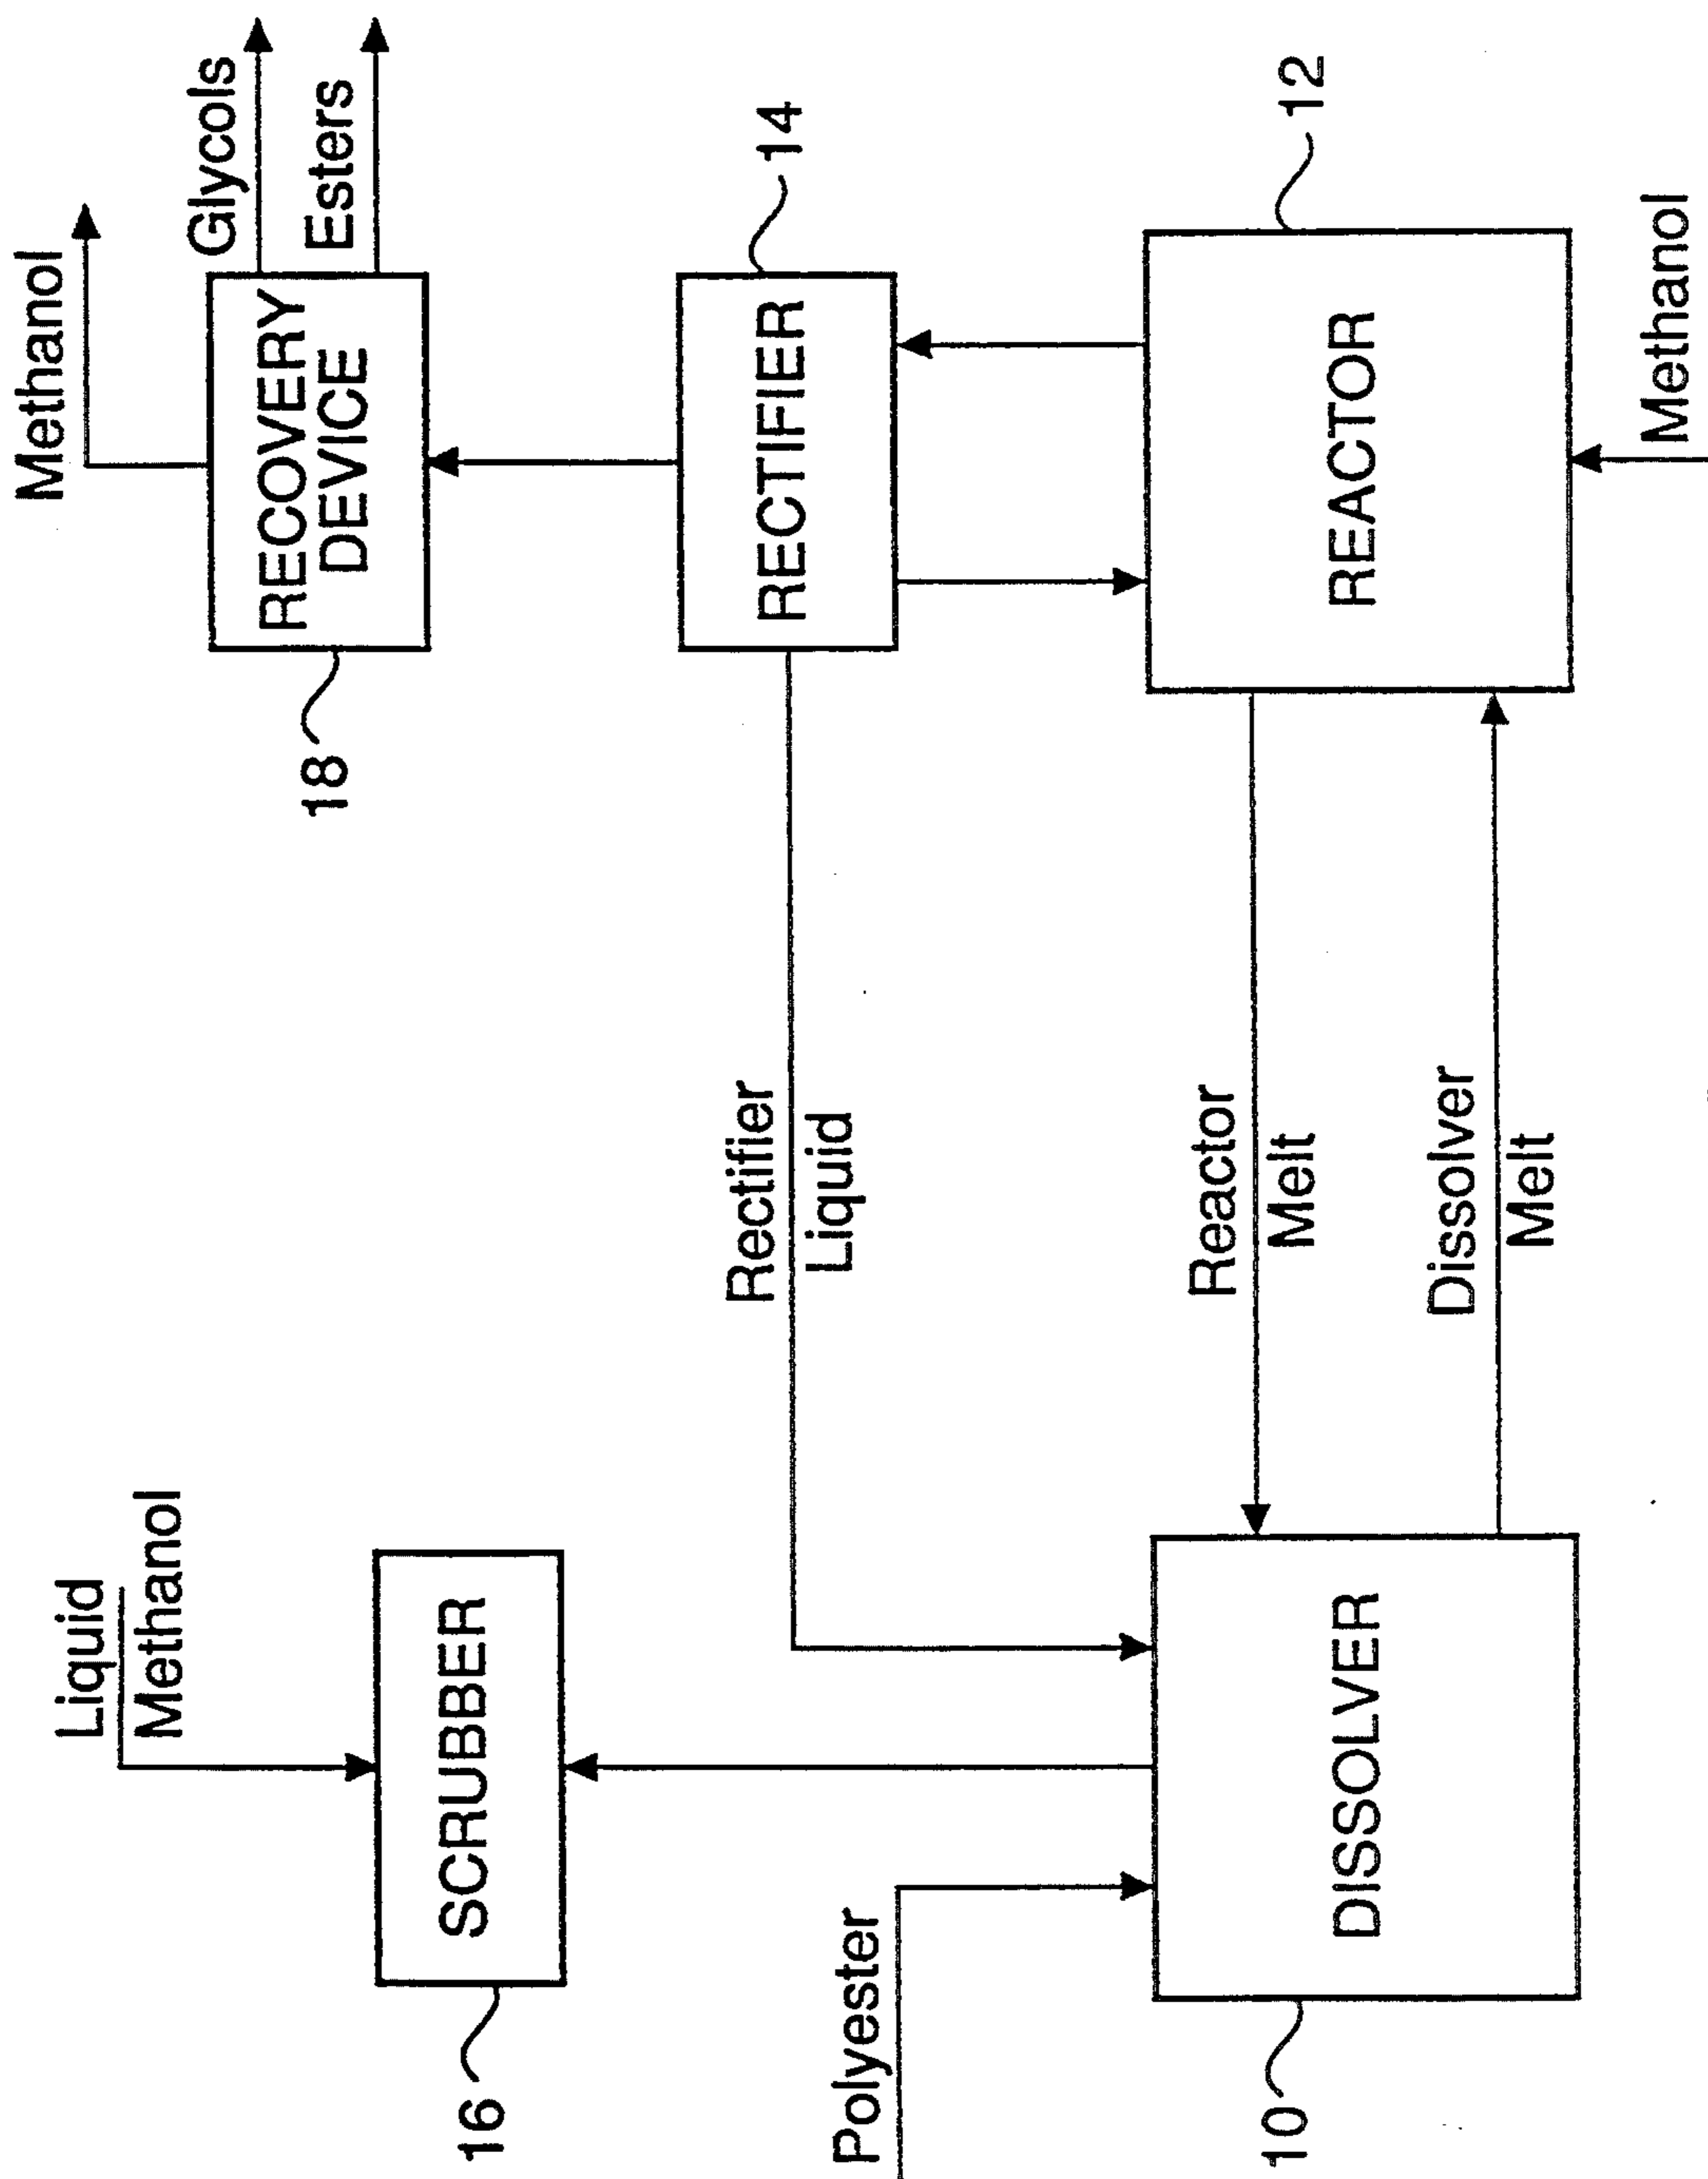 Liquid
Methanol
SCRUBBER
16
Polyester
DISSOLVER
10
Rectifier
Liquid
Reactor
Melt
Dissolver
Melt
Methanol
Glycols
Esters
RECOVERY
DEVICE
18
RECTIFIER
14
REACTOR
12
Methanol